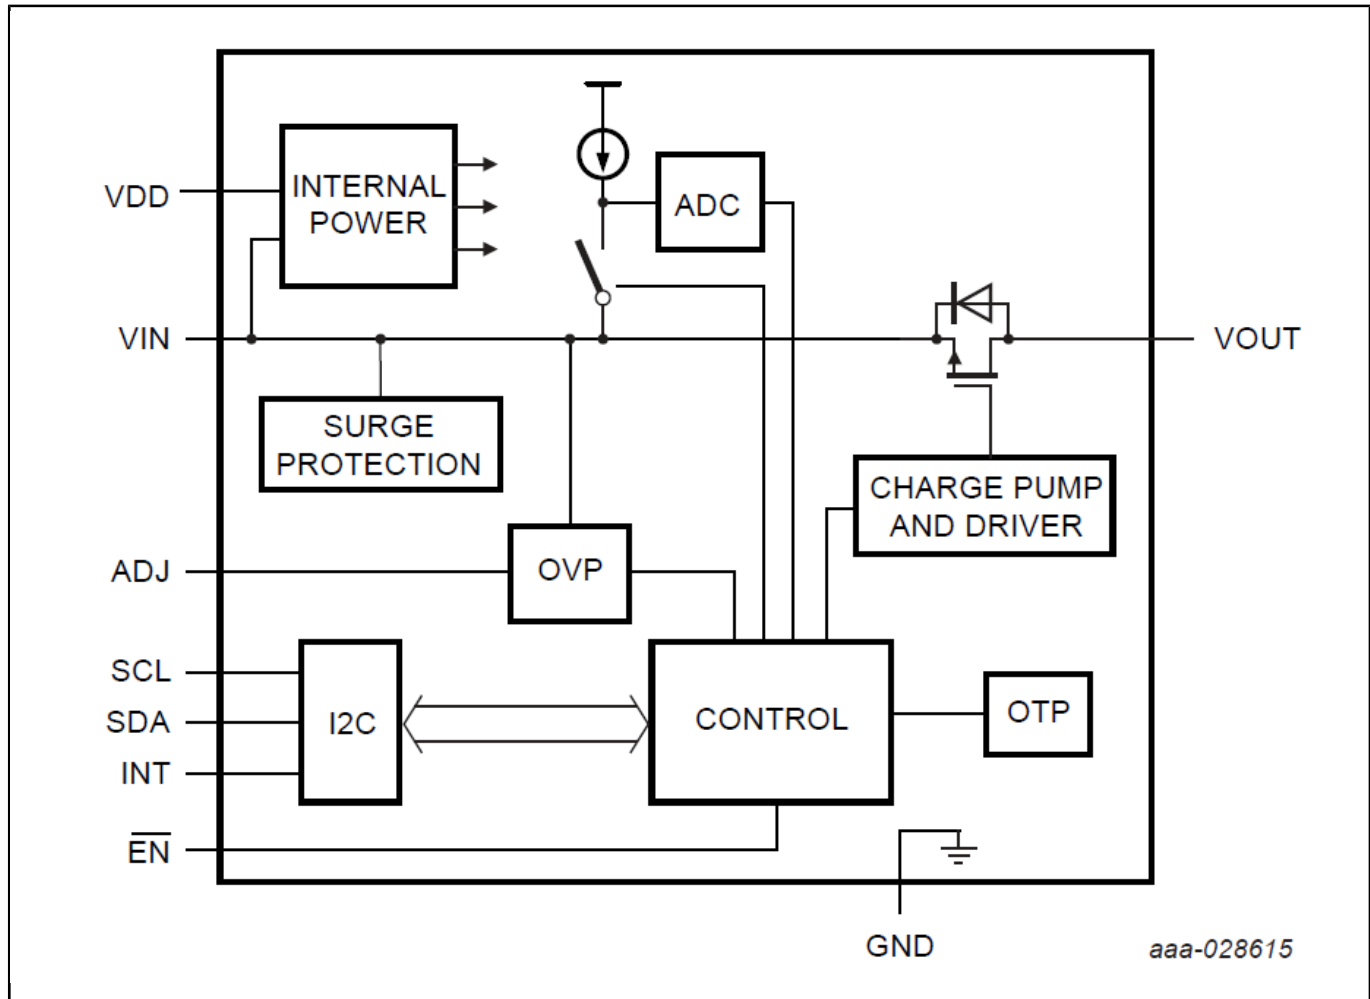 INTERNAL
POWER
ADC
VDD
VIN
VOUT
SURGE
PROTECTION
CHARGE PUMP
AND DRIVER
ADJ
OVP
SCL
SDA
INT
I2C
CONTROL
OTP
EN
GND
aaa-028615